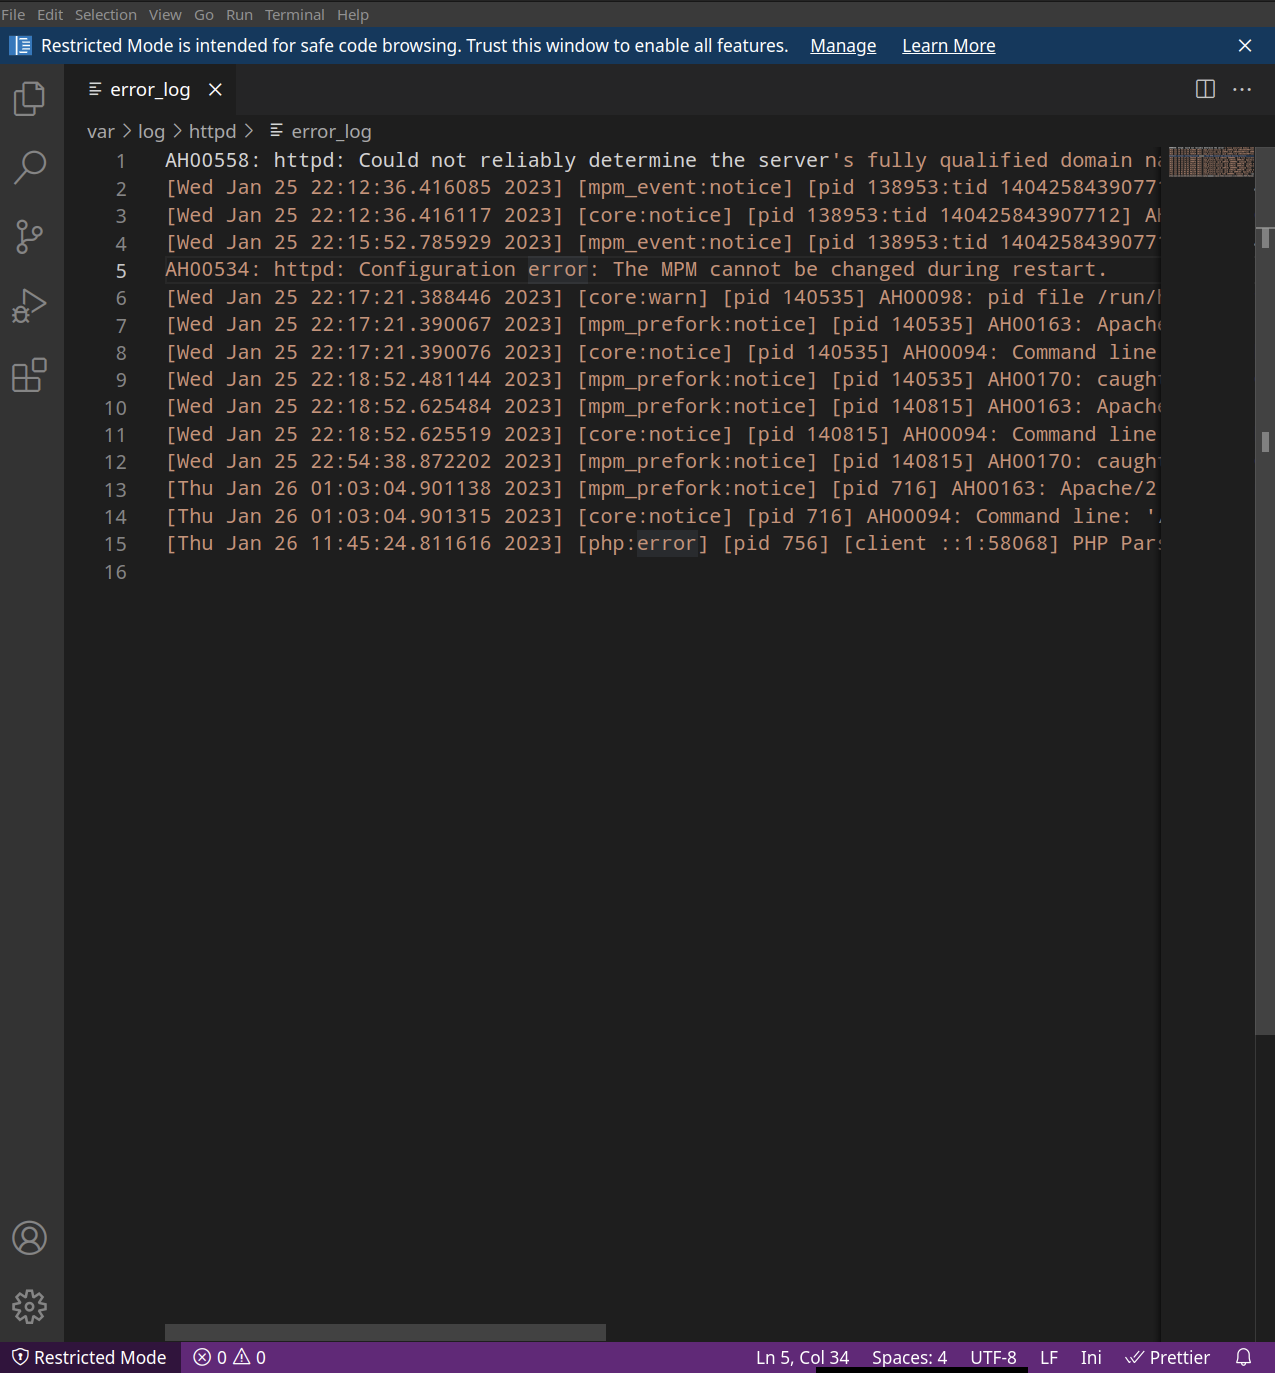 File Edit Selection View Go Run Terminal Help
Restricted Mode is intended for safe code browsing. Trust this window to enable all features. Manage Learn More
error_log
var > log > httpd > error_log
1 AH00558: httpd: Could not reliably determine the server's fully qualified domain na
2 [Wed Jan 25 22:12:36.416085 2023] [mpm_event:notice] [pid 138953:tid 14042584390771
3 [Wed Jan 25 22:12:36.416117 2023] [core:notice] [pid 138953:tid 140425843907712] AH
4 [Wed Jan 25 22:15:52.785929 2023] [mpm_event:notice] [pid 138953:tid 14042584390771
5 AH00534: httpd: Configuration error: The MPM cannot be changed during restart.
6 [Wed Jan 25 22:17:21.388446 2023] [core:warn] [pid 140535] AH00098: pid file /run/h
7 [Wed Jan 25 22:17:21.390067 2023] [mpm_prefork:notice] [pid 140535] AH00163: Apache
8 [Wed Jan 25 22:17:21.390076 2023] [core:notice] [pid 140535] AH00094: Command line
9 [Wed Jan 25 22:18:52.481144 2023] [mpm_prefork:notice] [pid 140535] AH00170: caught
10 [Wed Jan 25 22:18:52.625484 2023] [mpm_prefork:notice] [pid 140815] AH00163: Apache
11 [Wed Jan 25 22:18:52.625519 2023] [core:notice] [pid 140815] AH00094: Command line
12 [Wed Jan 25 22:54:38.872202 2023] [mpm_prefork:notice] [pid 140815] AH00170: caught
13 [Thu Jan 26 01:03:04.901138 2023] [mpm_prefork:notice] [pid 716] AH00163: Apache/2
14 [Thu Jan 26 01:03:04.901315 2023] [core:notice] [pid 716] AH00094: Command line: '/
15 [Thu Jan 26 11:45:24.811616 2023] [php:error] [pid 756] [client ::1:58068] PHP Pars
16
Restricted Mode 0 0 Ln 5, Col 34 Spaces: 4 UTF-8 LF Ini Prettier